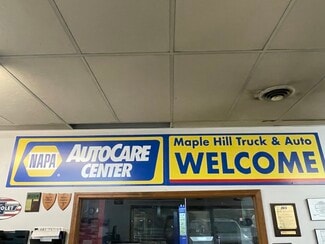 NAPA
AUTOCARE
CENTER
Maple Hill Truck & Auto
WELCOME